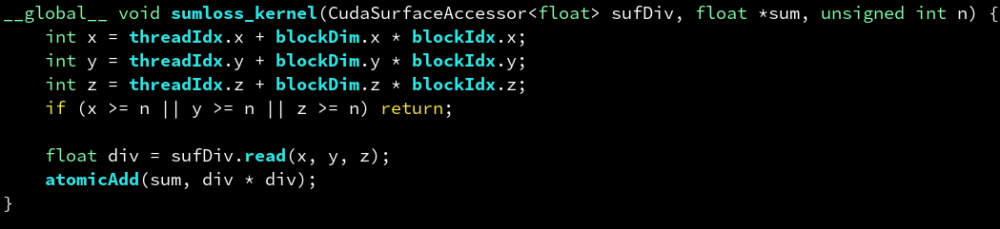 __global__ void sumloss_kernel(CudaSurfaceAccessor<float> sufDiv, float *sum, unsigned int n) {
    int x = threadIdx.x + blockDim.x * blockIdx.x;
    int y = threadIdx.y + blockDim.y * blockIdx.y;
    int z = threadIdx.z + blockDim.z * blockIdx.z;
    if (x >= n || y >= n || z >= n) return;

    float div = sufDiv.read(x, y, z);
    atomicAdd(sum, div * div);
}